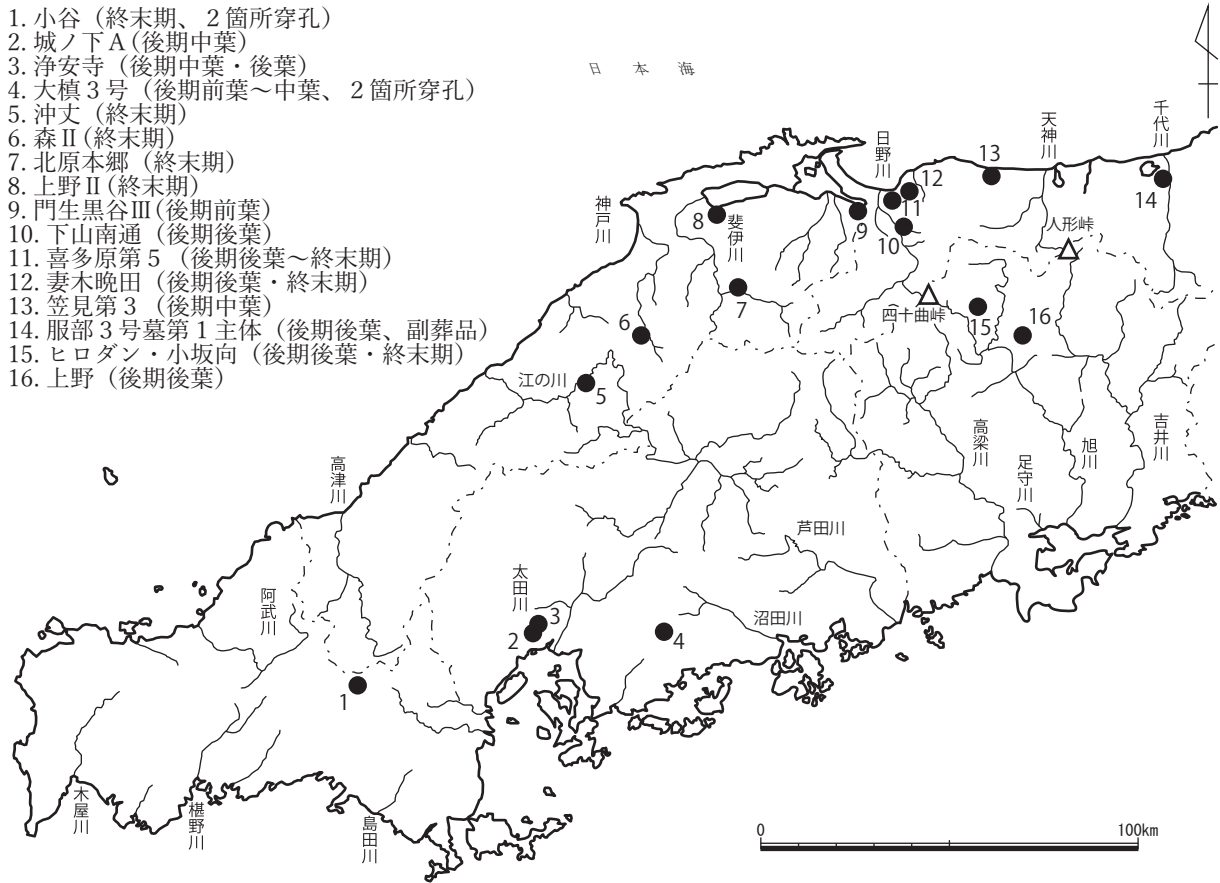 1. 小谷（終末期、２箇所穿孔）
2. 城ノ下Ａ(後期中葉）
3. 浄安寺（後期中葉・後葉）
4. 大槙３号（後期前葉～中葉、２箇所穿孔）
5. 沖丈（終末期）
6. 森Ⅱ(終末期）
7. 北原本郷（終末期）
8. 上野Ⅱ(終末期）
9. 門生黒谷Ⅲ(後期前葉）
10. 下山南通（後期後葉）
11. 喜多原第５（後期後葉～終末期）
12. 妻木晩田（後期後葉・終末期）
13. 笠見第３（後期中葉）
14. 服部３号墓第１主体（後期後葉、副葬品）
15. ヒロダン・小坂向（後期後葉・終末期）
16. 上野（後期後葉）
日本海
千代川
天神川
日野川
13
12
14
神戸川
8
斐伊川
9
11
10
人形峠
7
四十曲峠
15
16
6
江の川
5
高津川
高梁川
足守川
旭川
吉井川
芦田川
阿武川
太田川
3
2
4
沼田川
1
木屋川
椹野川
島田川
0
100km